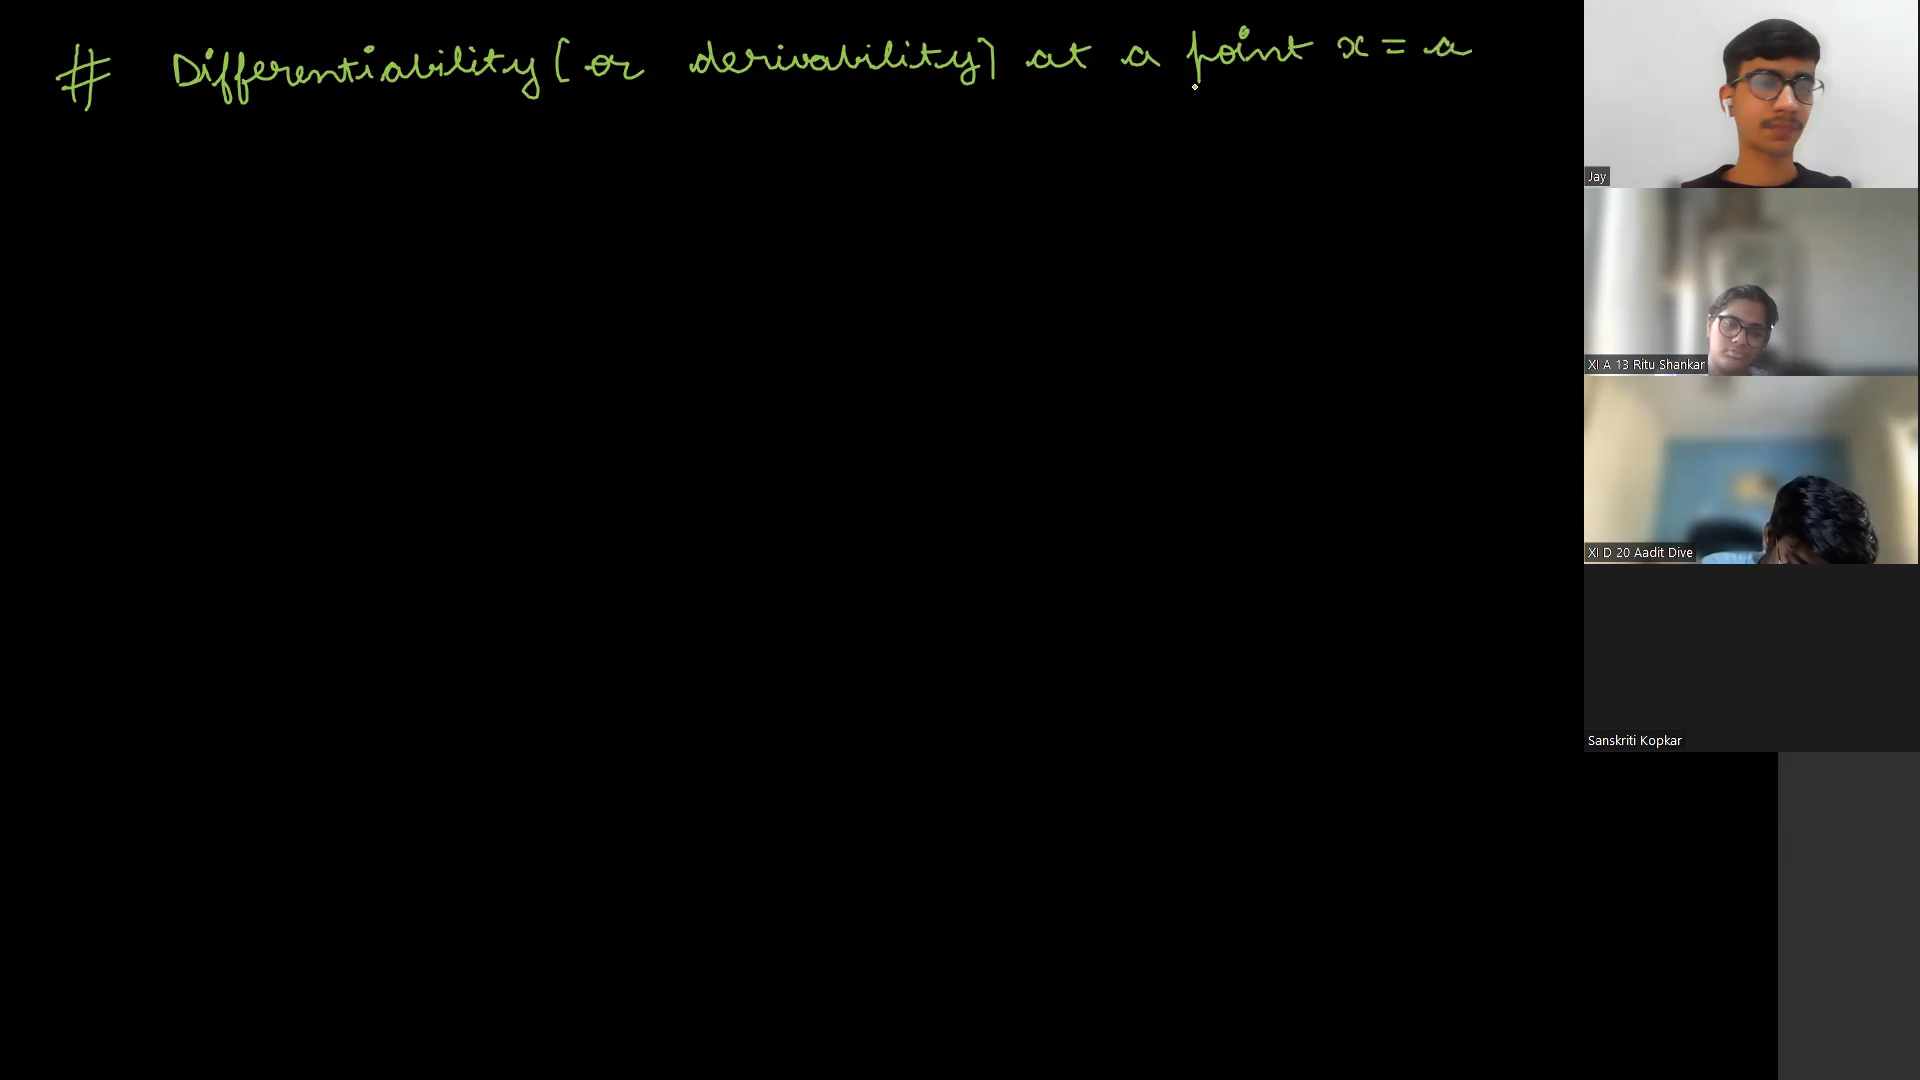 # Differentiability (or derivability) at a point x = a
Jay
XI A 13 Ritu Shankar
XI D 20 Aadit Dive
Sanskriti Kopkar